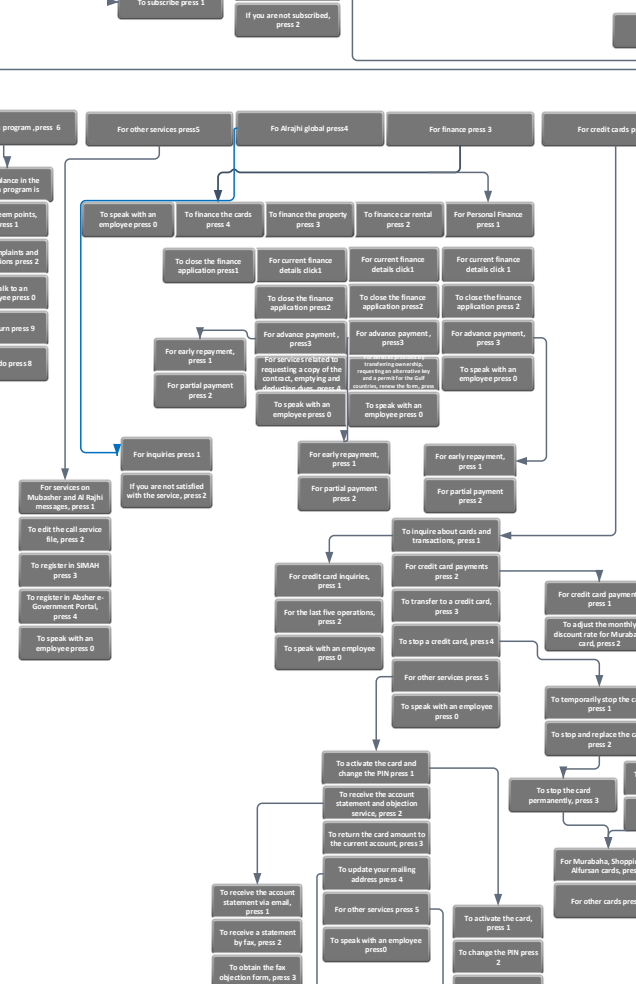 To subscribe press 1
If you are not subscribed,
press 2
program ,press 6
For other services press5
Fo Alrajhi global press4
For finance press 3
For credit cards p
lance in the
program is
press 1
press 2
press 0
press 9
press 8
To speak with an
employee press 0
To finance the cards
press 4
To finance the property
press 3
To finance car rental
press 2
For Personal Finance
press 1
To close the finance
application press1
For current finance
details click1
For current finance
details click1
For current finance
details click 1
To close the finance
application press2
To close the finance
application press2
To close the finance
application press 2
For advance payment ,
press3
For advance payment ,
press3
For advance payment,
press 3
For early repayment,
press 1
For partial payment
press 2
For services related to
requesting a copy of the
contract, emptying and
deducting dues, press 4
transferring ownership,
requesting an alternative key
and a permit for the Gulf
countries, renew the form, press
To speak with an
employee press 0
To speak with an
employee press 0
To speak with an
employee press 0
For inquiries press 1
If you are not satisfied
with the service, press 2
For early repayment,
press 1
For partial payment
press 2
For early repayment,
press 1
For partial payment
press 2
For services on
Mubasher and Al Rajhi
messages, press 1
To edit the call service
file, press 2
To register in SIMAH
press 3
To register in Absher e-
Government Portal,
press 4
To speak with an
employee press 0
To inquire about cards and
transactions, press 1
For credit card payments
press 2
To transfer to a credit card,
press 3
To stop a credit card, press 4
For other services press 5
To speak with an employee
press 0
For credit card inquiries,
press 1
For the last five operations,
press 2
To speak with an employee
press 0
For credit card payment
press 1
To adjust the monthly
discount rate for Muraba
card, press 2
To temporarily stop the ca
press 1
To stop and replace the ca
press 2
To stop the card
permanently, press 3
For Murabaha, Shoppi
Alfursan cards, pres
For other cards pres
To activate the card and
change the PIN press 1
To receive the account
statement and objection
service, press 2
To return the card amount to
the current account, press 3
To update your mailing
address press 4
For other services press 5
To speak with an employee
press0
To receive the account
statement via email,
press 1
To receive a statement
by fax, press 2
To obtain the fax
objection form, press 3
To activate the card,
press 1
To change the PIN press
2